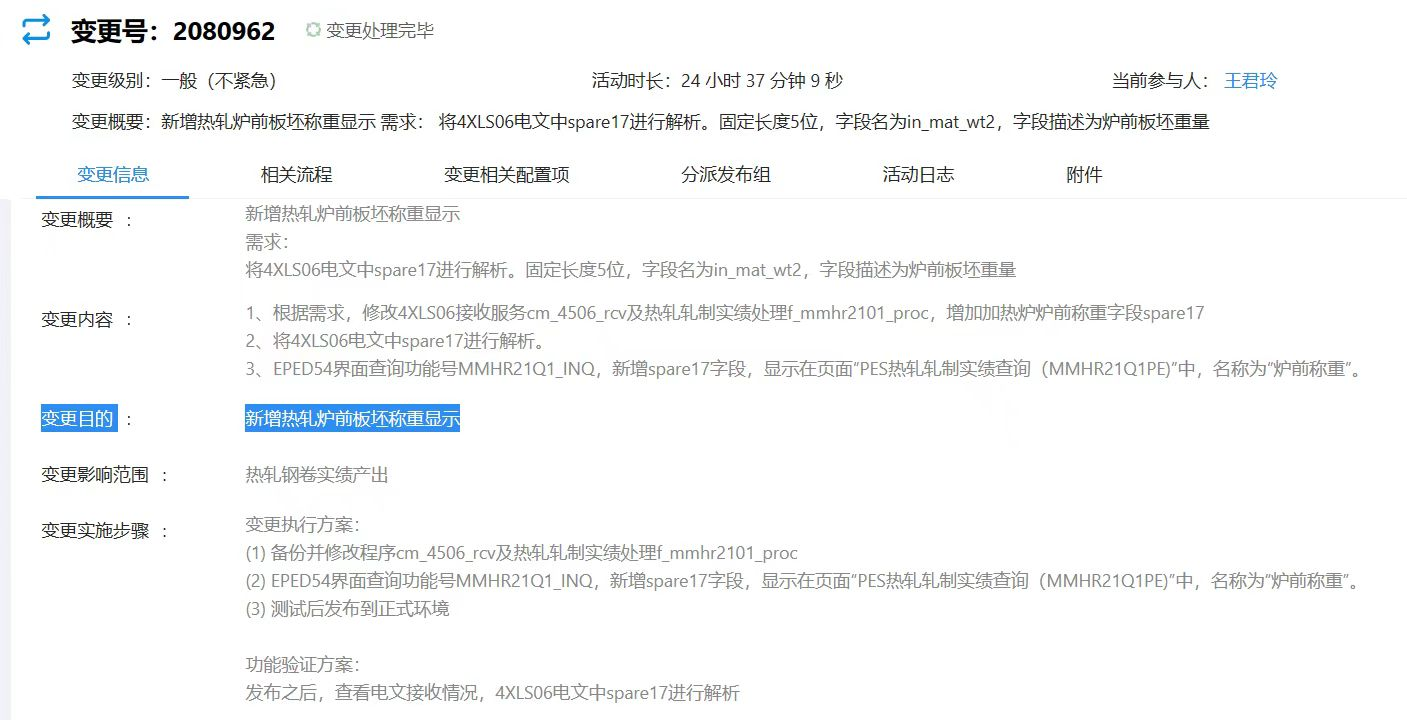 变更号：2080962 变更处理完毕
变更级别：一般（不紧急） 活动时长：24 小时 37 分钟 9 秒 当前参与人： 王君玲
变更概要：新增热轧炉前板坯称重显示 需求： 将4XLS06电文中spare17进行解析。固定长度5位，字段名为in_mat_wt2，字段描述为炉前板坯重量
变更信息 相关流程 变更相关配置项 分派发布组 活动日志 附件
变更概要 ： 新增热轧炉前板坯称重显示
需求：
将4XLS06电文中spare17进行解析。固定长度5位，字段名为in_mat_wt2，字段描述为炉前板坯重量
变更内容 ： 1、根据需求，修改4XLS06接收服务cm_4506_rcv及热轧轧制实绩处理f_mmhr2101_proc，增加加热炉炉前称重字段spare17
2、将4XLS06电文中spare17进行解析。
3、EPED54界面查询功能号MMHR21Q1_INQ，新增spare17字段，显示在页面“PES热轧轧制实绩查询（MMHR21Q1PE)”中，名称为”炉前称重”。
变更目的 ： 新增热轧炉前板坯称重显示
变更影响范围 ： 热轧钢卷实绩产出
变更实施步骤 ： 变更执行方案：
(1) 备份并修改程序cm_4506_rcv及热轧轧制实绩处理f_mmhr2101_proc
(2) EPED54界面查询功能号MMHR21Q1_INQ，新增spare17字段，显示在页面“PES热轧轧制实绩查询（MMHR21Q1PE)”中，名称为”炉前称重”。
(3) 测试后发布到正式环境
功能验证方案：
发布之后，查看电文接收情况，4XLS06电文中spare17进行解析